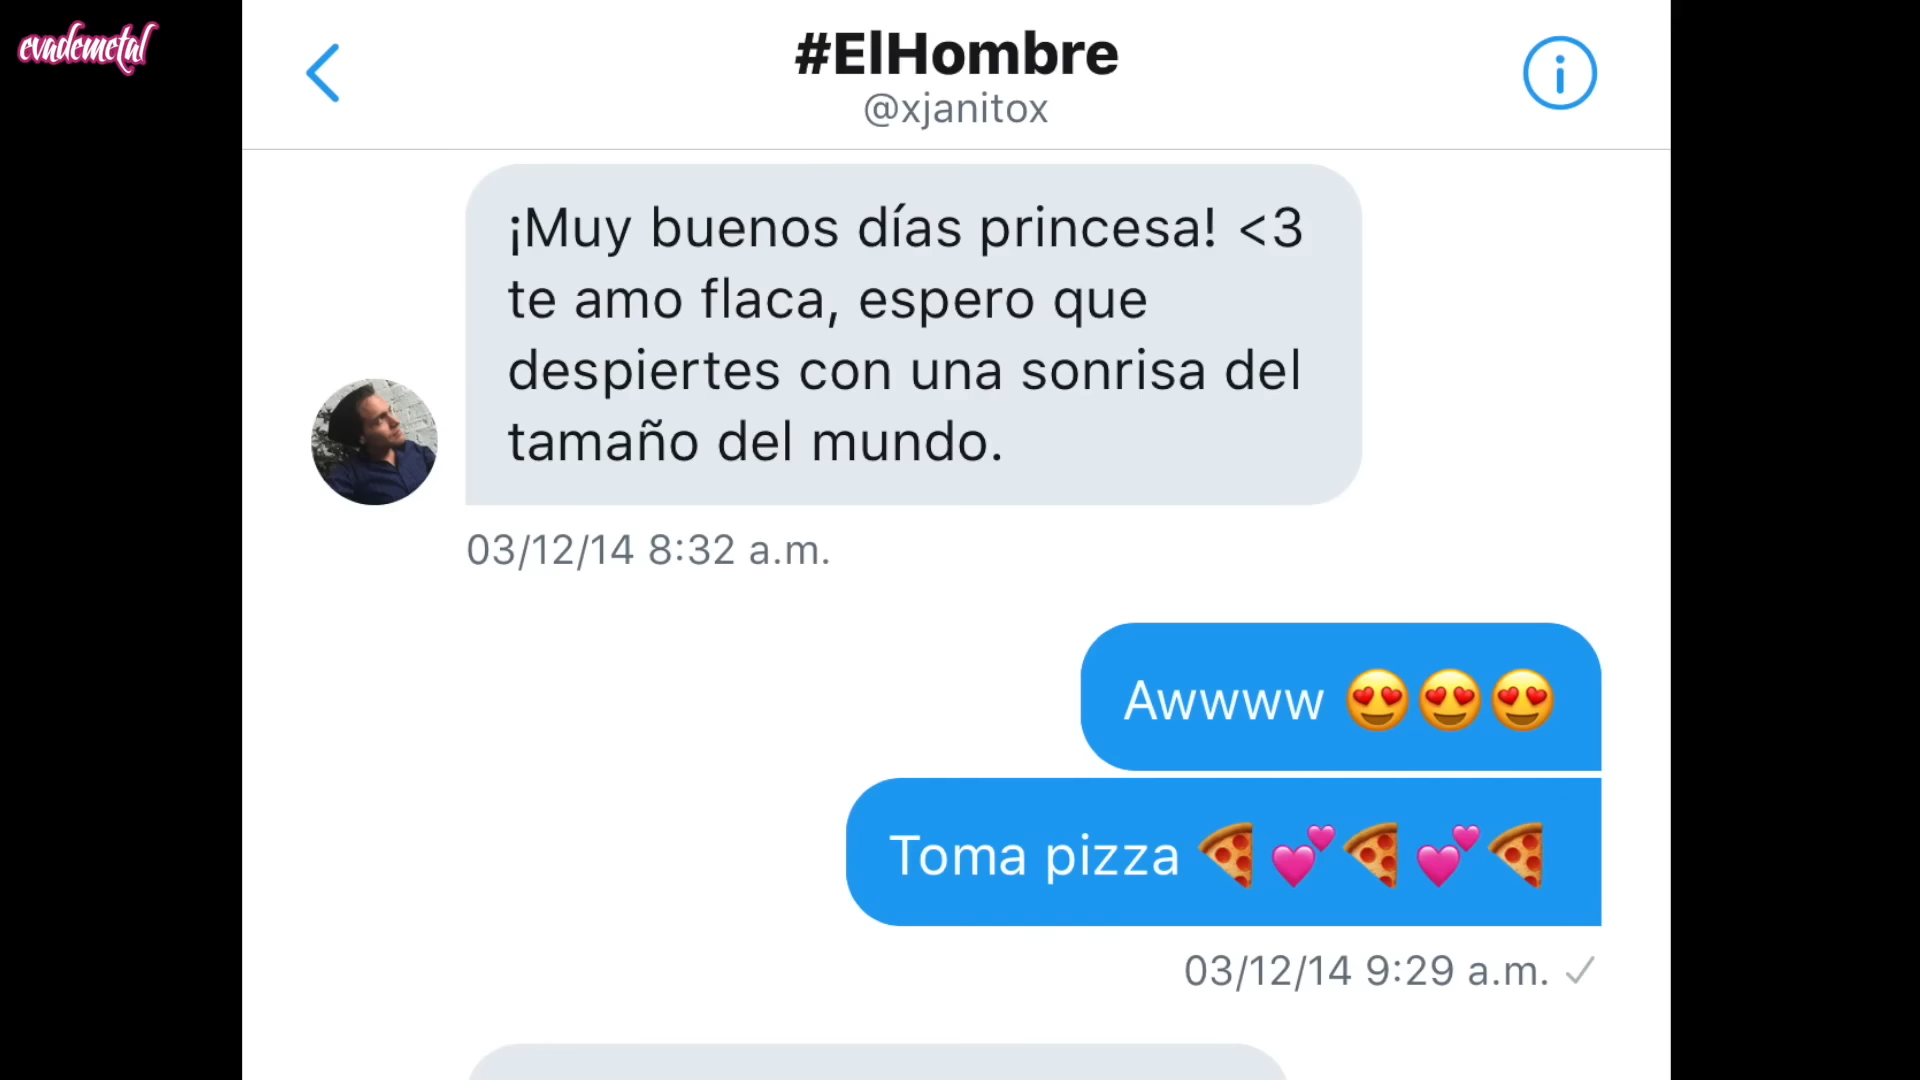 evademetal
#ElHombre
@xjanitox
¡Muy buenos días princesa! <3
te amo flaca, espero que
despiertes con una sonrisa del
tamaño del mundo.
03/12/14 8:32 a.m.
Awwww 😍😍😍
Toma pizza 🍕💕🍕💕🍕
03/12/14 9:29 a.m.